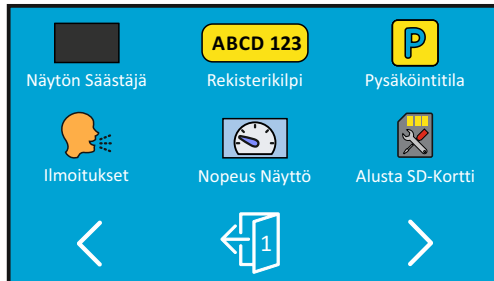 ABCD 123
P
Näytön Säästäjä
Rekisterikilpi
Pysäköintitila
Ilmoitukset
Nopeus Näyttö
Alusta SD-Kortti
1